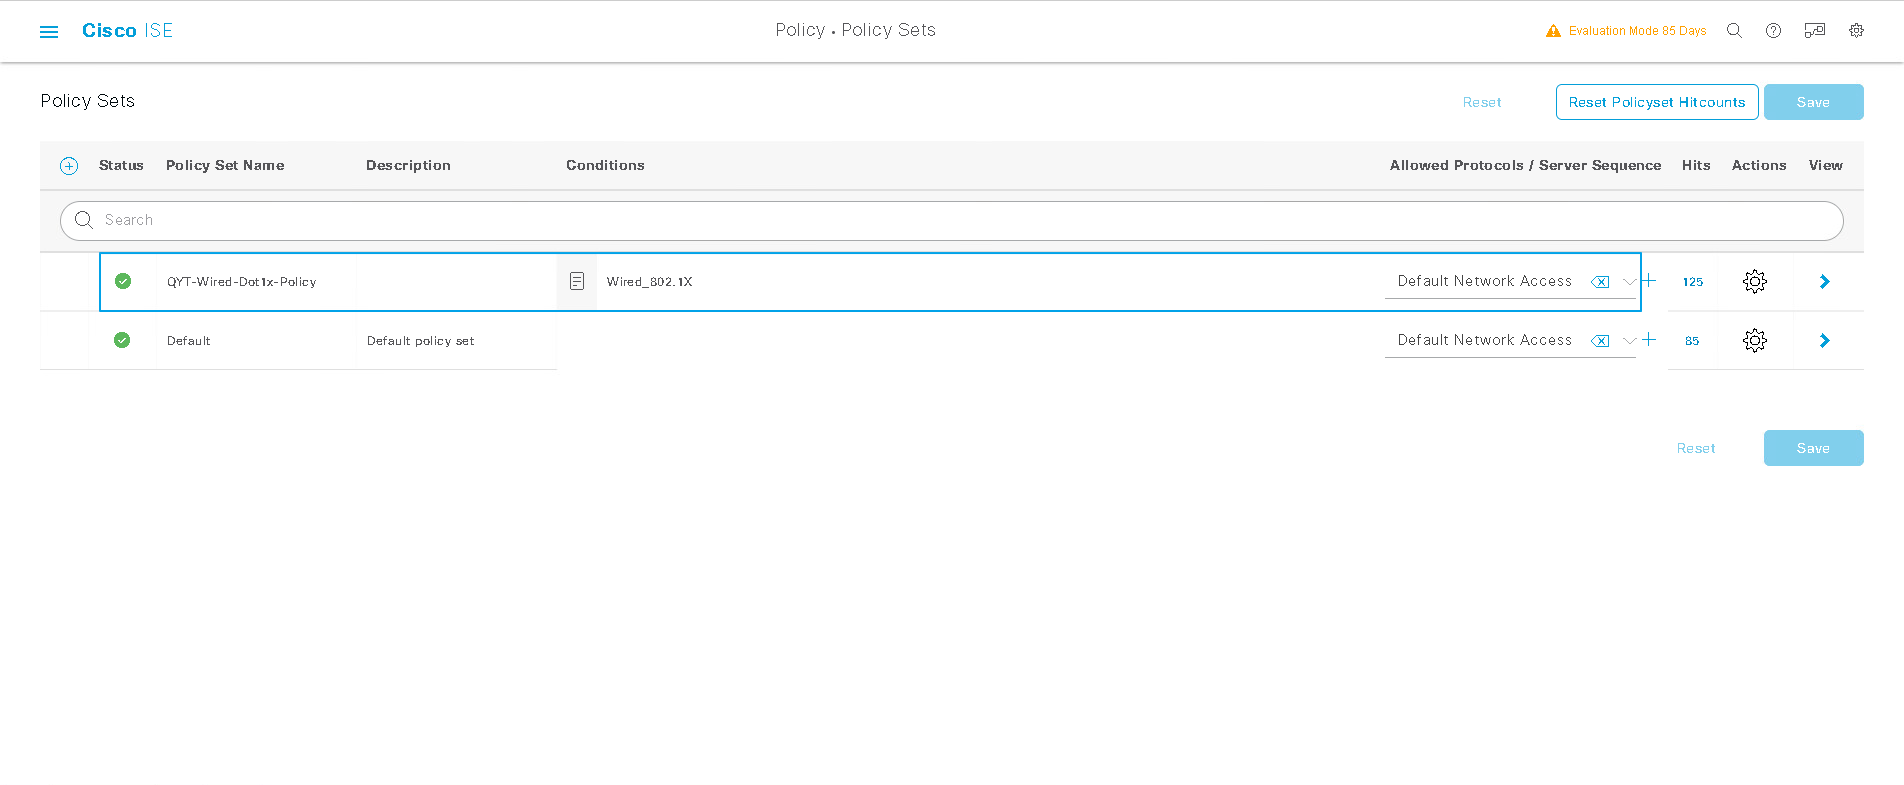 Cisco ISE
Policy • Policy Sets
Evaluation Mode 85 Days
Policy Sets
Reset
Reset Policyset Hitcounts
Save
Status Policy Set Name Description Conditions Allowed Protocols / Server Sequence Hits Actions View
Search
QYT-Wired-Dot1x-Policy Wired_802.1X Default Network Access 125
Default Default policy set Default Network Access 85
Reset
Save